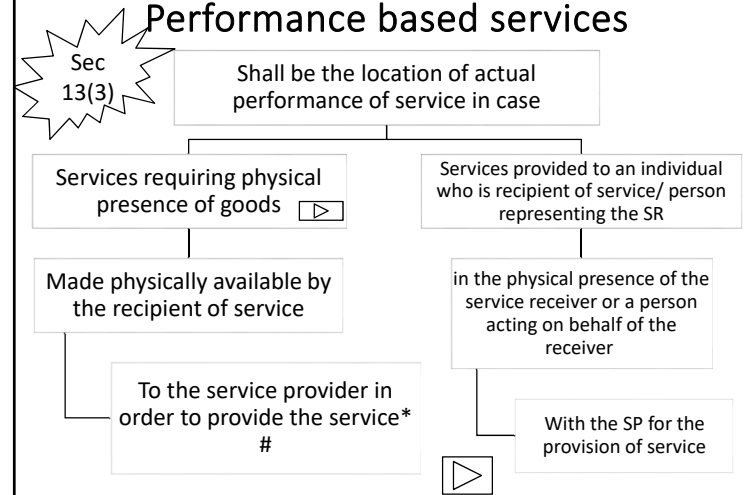 Performance based services
Sec
13(3)
Shall be the location of actual
performance of service in case
Services requiring physical
presence of goods
Services provided to an individual
who is recipient of service/ person
representing the SR
Made physically available by
the recipient of service
in the physical presence of the
service receiver or a person
acting on behalf of the
receiver
To the service provider in
order to provide the service*
#
With the SP for the
provision of service